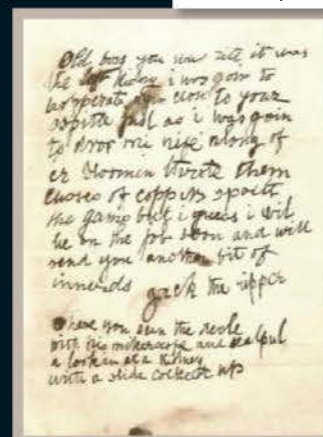 Old boss you was rite it was
the left kidny i was goin to
hopperate agin close to your
ospitle just as i was goin
to dror mi nife along of
er bloomin throte them
cusses of coppers spoilt
the game but i guess i wil
be on the job soon and will
send you another bit of
innerds Jack the ripper
O have you seen the devle
with his mikerscope and scalpul
a lookin at a Kidney
with a slide cocked up